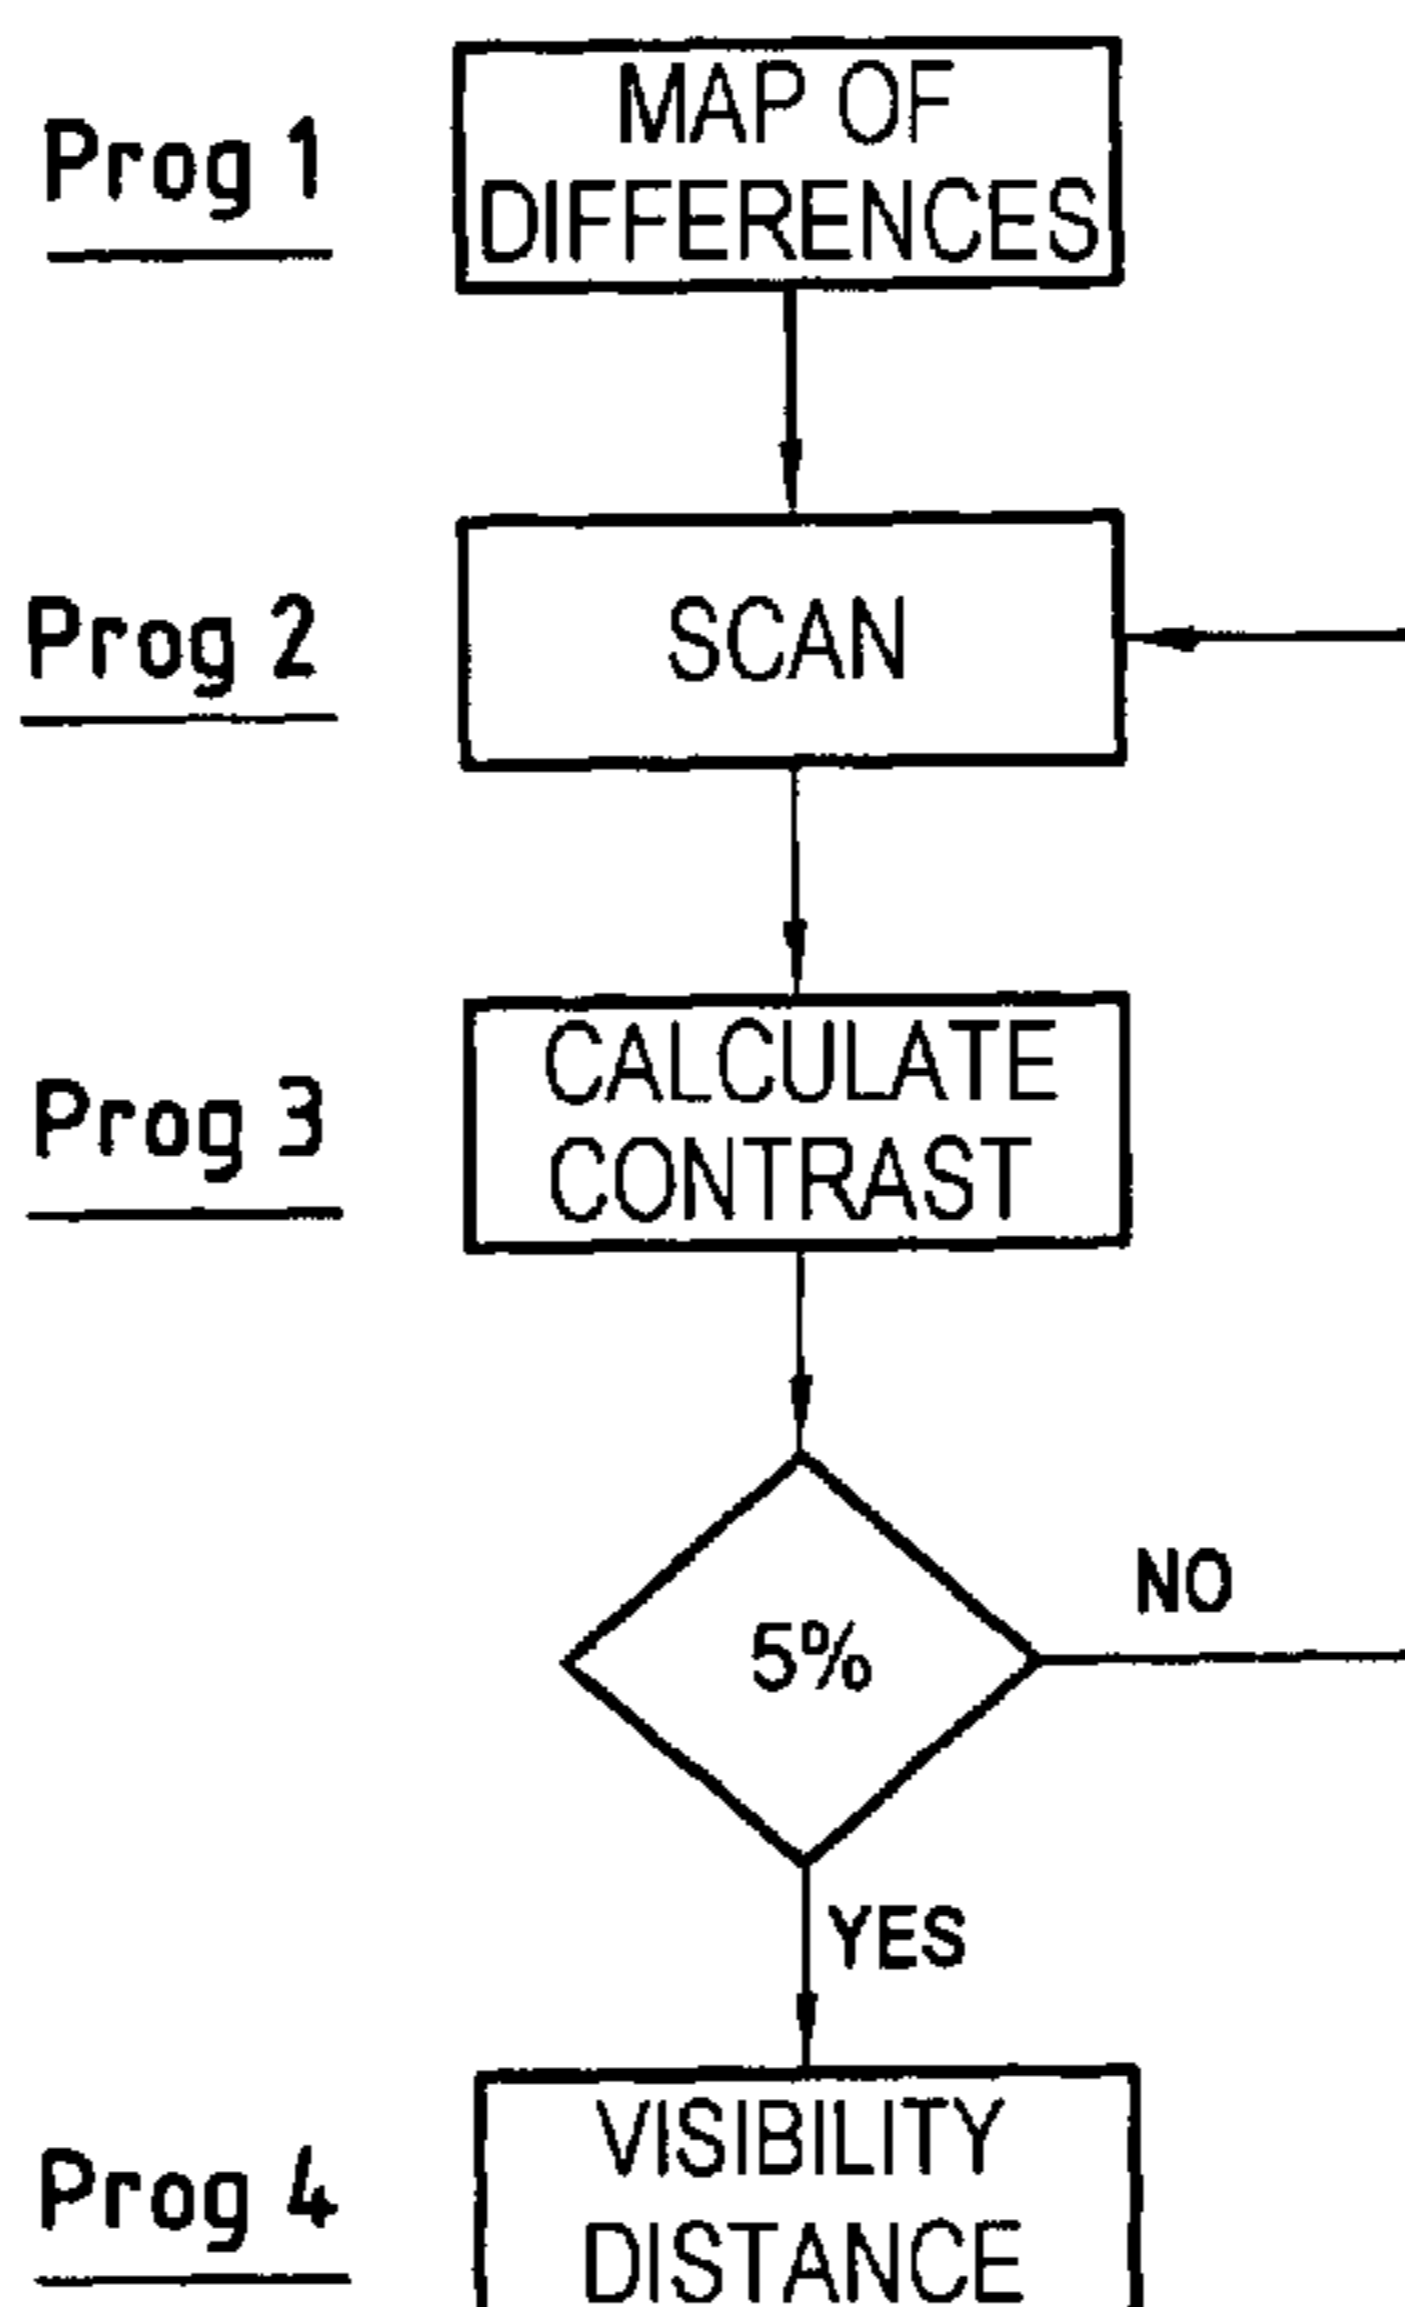 Prog 1
MAP OF
DIFFERENCES
Prog 2
SCAN
Prog 3
CALCULATE
CONTRAST
5%
NO
YES
Prog 4
VISIBILITY
DISTANCE